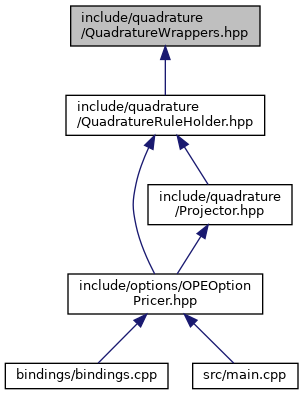 include/quadrature
/QuadratureWrappers.hpp
include/quadrature
/QuadratureRuleHolder.hpp
include/quadrature
/Projector.hpp
include/options/OPEOption
Pricer.hpp
bindings/bindings.cpp
src/main.cpp